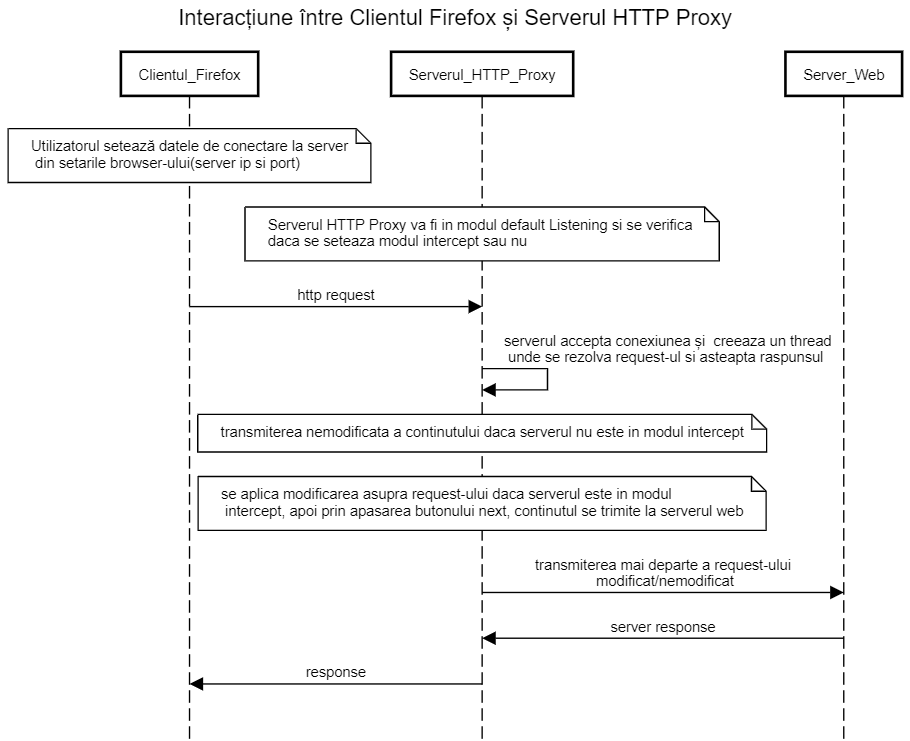 Interacțiune între Clientul Firefox și Serverul HTTP Proxy
Clientul_Firefox
Serverul_HTTP_Proxy
Server_Web
Utilizatorul setează datele de conectare la server
din setarile browser-ului(server ip si port)
Serverul HTTP Proxy va fi in modul default Listening si se verifica
daca se seteaza modul intercept sau nu
http request
serverul accepta conexiunea și  creeaza un thread
unde se rezolva request-ul si asteapta raspunsul
transmiterea nemodificata a continutului daca serverul nu este in modul intercept
se aplica modificarea asupra request-ului daca serverul este in modul
intercept, apoi prin apasarea butonului next, continutul se trimite la serverul web
transmiterea mai departe a request-ului
modificat/nemodificat
server response
response